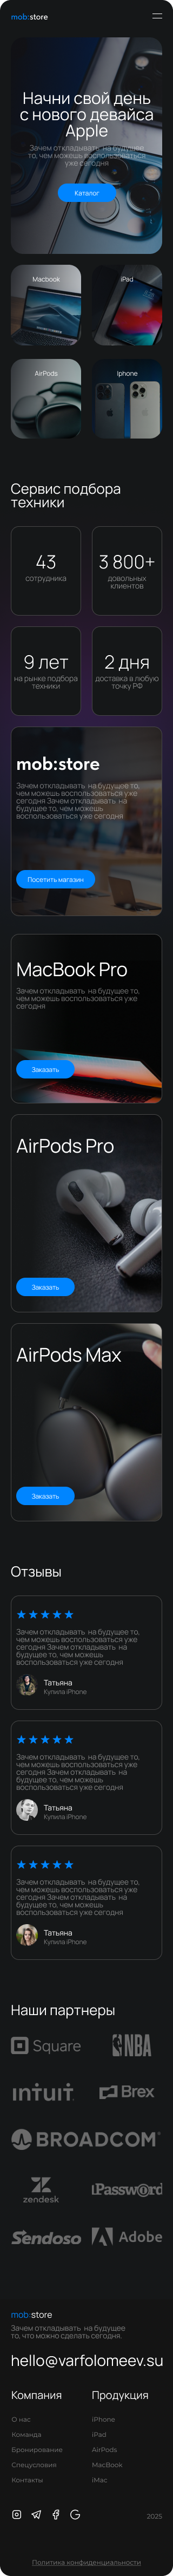 mob:store
Начни свой день
с нового девайса
Apple
Зачем откладывать на будущее то,
то, чем можешь воспользоваться
уже сегодня
Каталог
Macbook
iPad
AirPods
Iphone
Сервис подбора
техники
43
сотрудника
3 800+
довольных
клиентов
9 лет
на рынке подбора
техники
2 дня
доставка в любую
точку РФ
mob:store
Зачем откладывать на будущее то,
чем можешь воспользоваться уже
сегодня Зачем откладывать на
будущее то, чем можешь
воспользоваться уже сегодня
Посетить магазин
MacBook Pro
Зачем откладывать на будущее то,
чем можешь воспользоваться уже
сегодня
Заказать
AirPods Pro
Заказать
AirPods Max
Заказать
Отзывы
Зачем откладывать на будущее то,
чем можешь воспользоваться уже
сегодня Зачем откладывать на
будущее то, чем можешь
воспользоваться уже сегодня
Татьяна
Купила iPhone
Зачем откладывать на будущее то,
чем можешь воспользоваться уже
сегодня Зачем откладывать на
будущее то, чем можешь
воспользоваться уже сегодня
Татьяна
Купила iPhone
Зачем откладывать на будущее то,
чем можешь воспользоваться уже
сегодня Зачем откладывать на
будущее то, чем можешь
воспользоваться уже сегодня
Татьяна
Купила iPhone
Наши партнеры
Square
NBA
intuit
Brex
BROADCOM
zendesk
1Password
Sendoso
Adobe
mob:store
Зачем откладывать на будущее
то, что можно сделать сегодня.
hello@varfolomeev.su
Компания
О нас
Команда
Бронирование
Спецусловия
Контакты
Продукция
iPhone
iPad
AirPods
MacBook
iMac
2025
Политика конфиденциальности